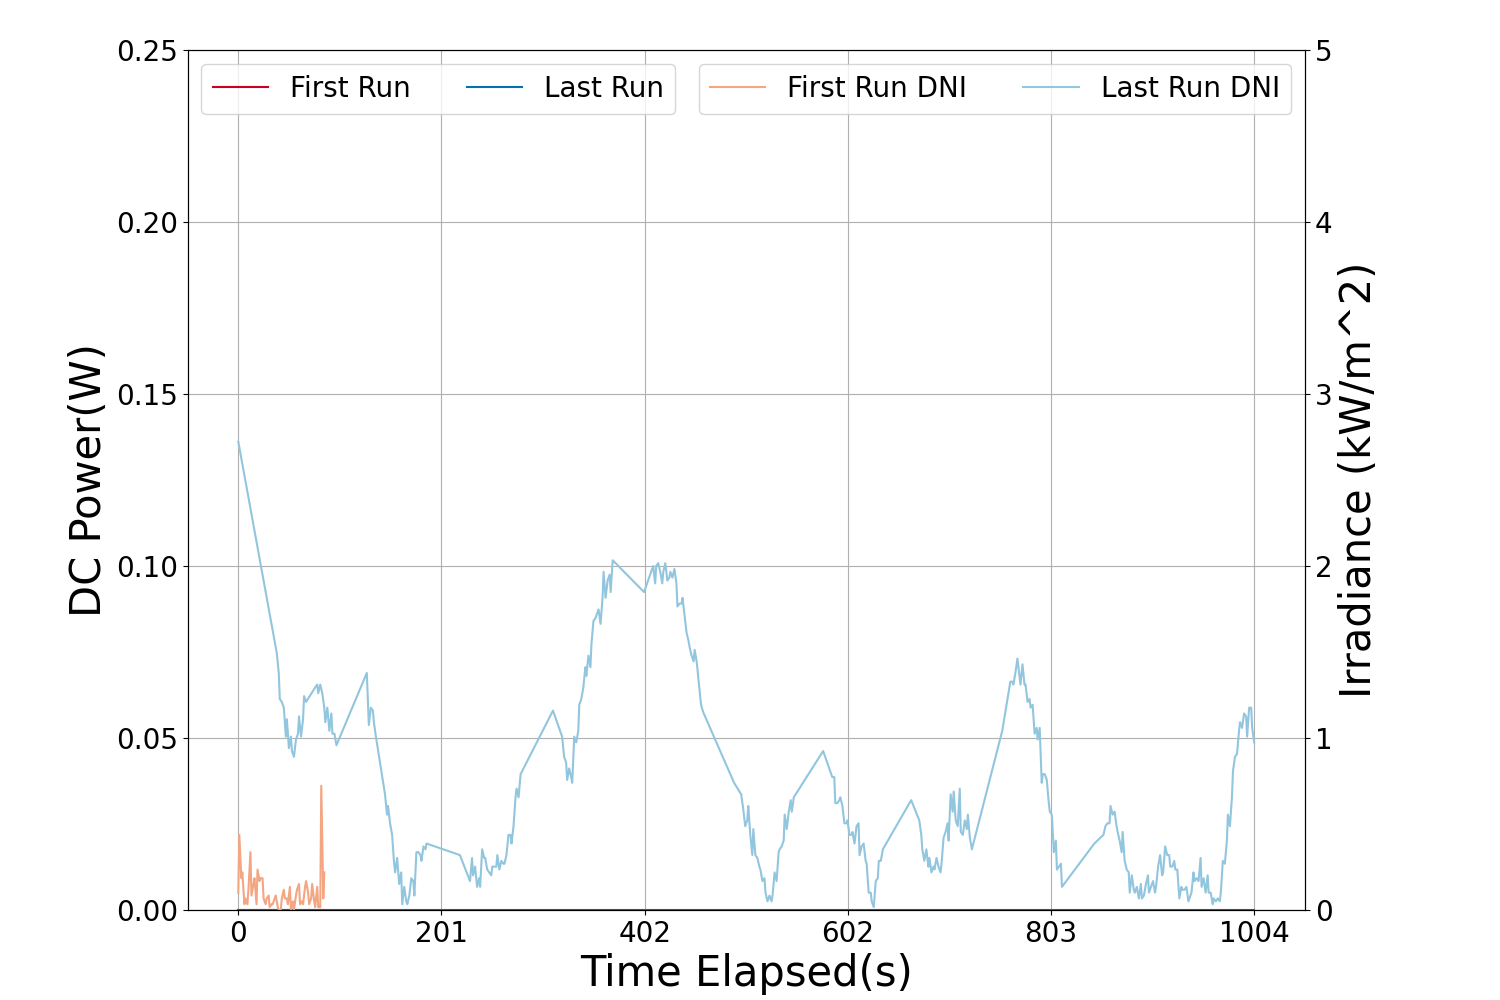 First Run
Last Run
First Run DNI
Last Run DNI
DC Power(W)
0.25
0.20
0.15
0.10
0.05
0.00
5
4
3
2
1
0
Irradiance (kW/m^2)
0
201
402
602
803
1004
Time Elapsed(s)